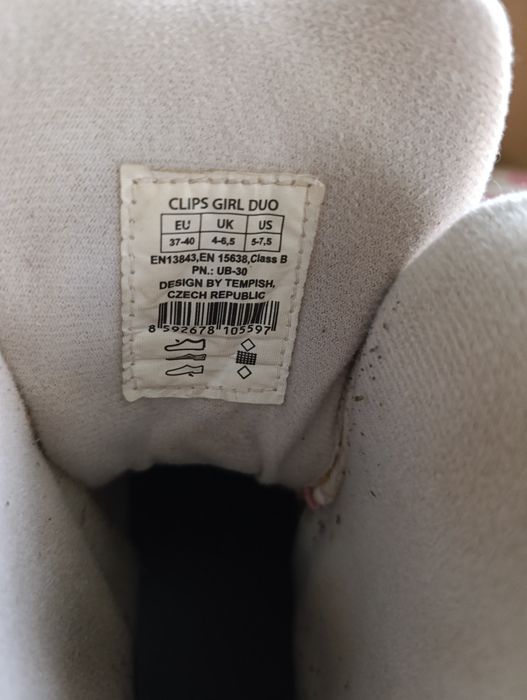 CLIPS GIRL DUO
EU UK US
37-40 4-6,5 5-7,5
EN13843,EN 15638,Class B
PN.: UB-30
DESIGN BY TEMPISH,
CZECH REPUBLIC
8 592678 105597